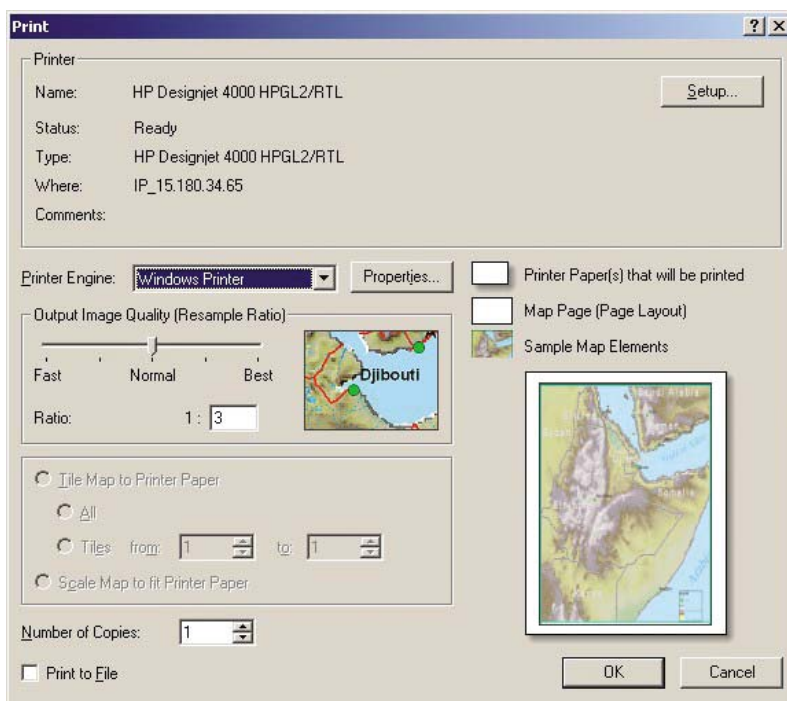 Print
Printer
Name: HP Designjet 4000 HPGL2/RTL
Setup...
Status: Ready
Type: HP Designjet 4000 HPGL2/RTL
Where: IP_15.180.34.65
Comments:
Printer Engine: Windows Printer Properties...
Printer Paper(s) that will be printed
Map Page (Page Layout)
Sample Map Elements
Output Image Quality (Resample Ratio)
Fast Normal Best
Ratio: 1 : 3
Djibouti
Tile Map to Printer Paper
All
Tiles from: 1 to: 1
Scale Map to fit Printer Paper
Number of Copies: 1
Print to File
OK Cancel